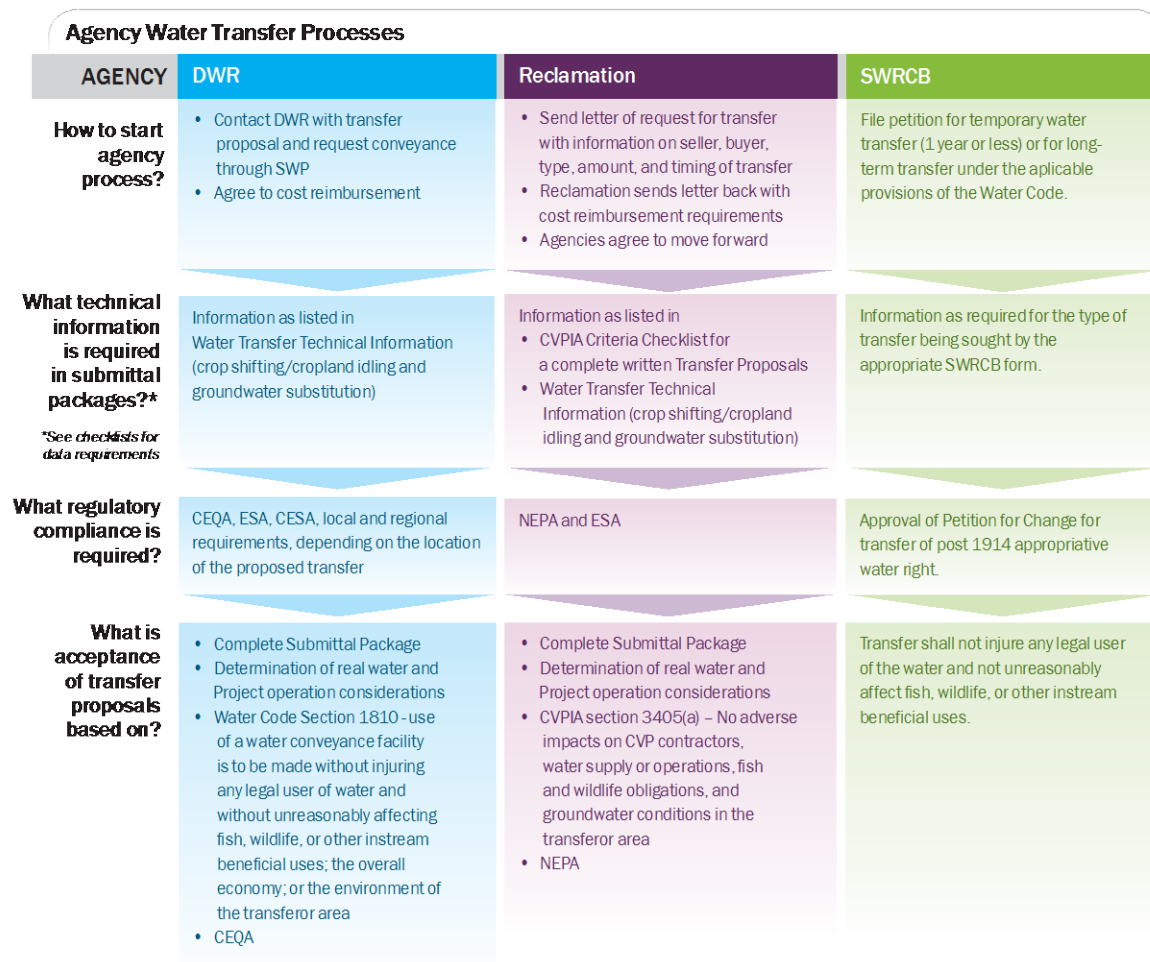 Agency Water Transfer Processes
AGENCY
DWR
Reclamation
SWRCB
How to start
agency
process?
• Contact DWR with transfer
proposal and request conveyance
through SWP
• Agree to cost reimbursement
• Send letter of request for transfer
with information on seller, buyer,
type, amount, and timing of transfer
• Reclamation sends letter back with
cost reimbursement requirements
• Agencies agree to move forward
File petition for temporary water
transfer (1 year or less) or for long-
term transfer under the aplicable
provisions of the Water Code.
What technical
information
is required
in submittal
packages?*
*See checklists for
data requirements
Information as listed in
Water Transfer Technical Information
(crop shifting/cropland idling and
groundwater substitution)
Information as listed in
• CVPIA Criteria Checklist for
a complete written Transfer Proposals
• Water Transfer Technical
Information (crop shifting/cropland
idling and groundwater substitution)
Information as required for the type of
transfer being sought by the
appropriate SWRCB form.
What regulatory
compliance is
required?
CEQA, ESA, CESA, local and regional
requirements, depending on the location
of the proposed transfer
NEPA and ESA
Approval of Petition for Change for
transfer of post 1914 appropriative
water right.
What is
acceptance
of transfer
proposals
based on?
• Complete Submittal Package
• Determination of real water and
Project operation considerations
• Water Code Section 1810 - use
of a water conveyance facility
is to be made without injuring
any legal user of water and
without unreasonably affecting
fish, wildlife, or other instream
beneficial uses; the overall
economy; or the environment of
the transferor area
• CEQA
• Complete Submittal Package
• Determination of real water and
Project operation considerations
• CVPIA section 3405(a) – No adverse
impacts on CVP contractors,
water supply or operations, fish
and wildlife obligations, and
groundwater conditions in the
transferor area
• NEPA
Transfer shall not injure any legal user
of the water and not unreasonably
affect fish, wildlife, or other instream
beneficial uses.